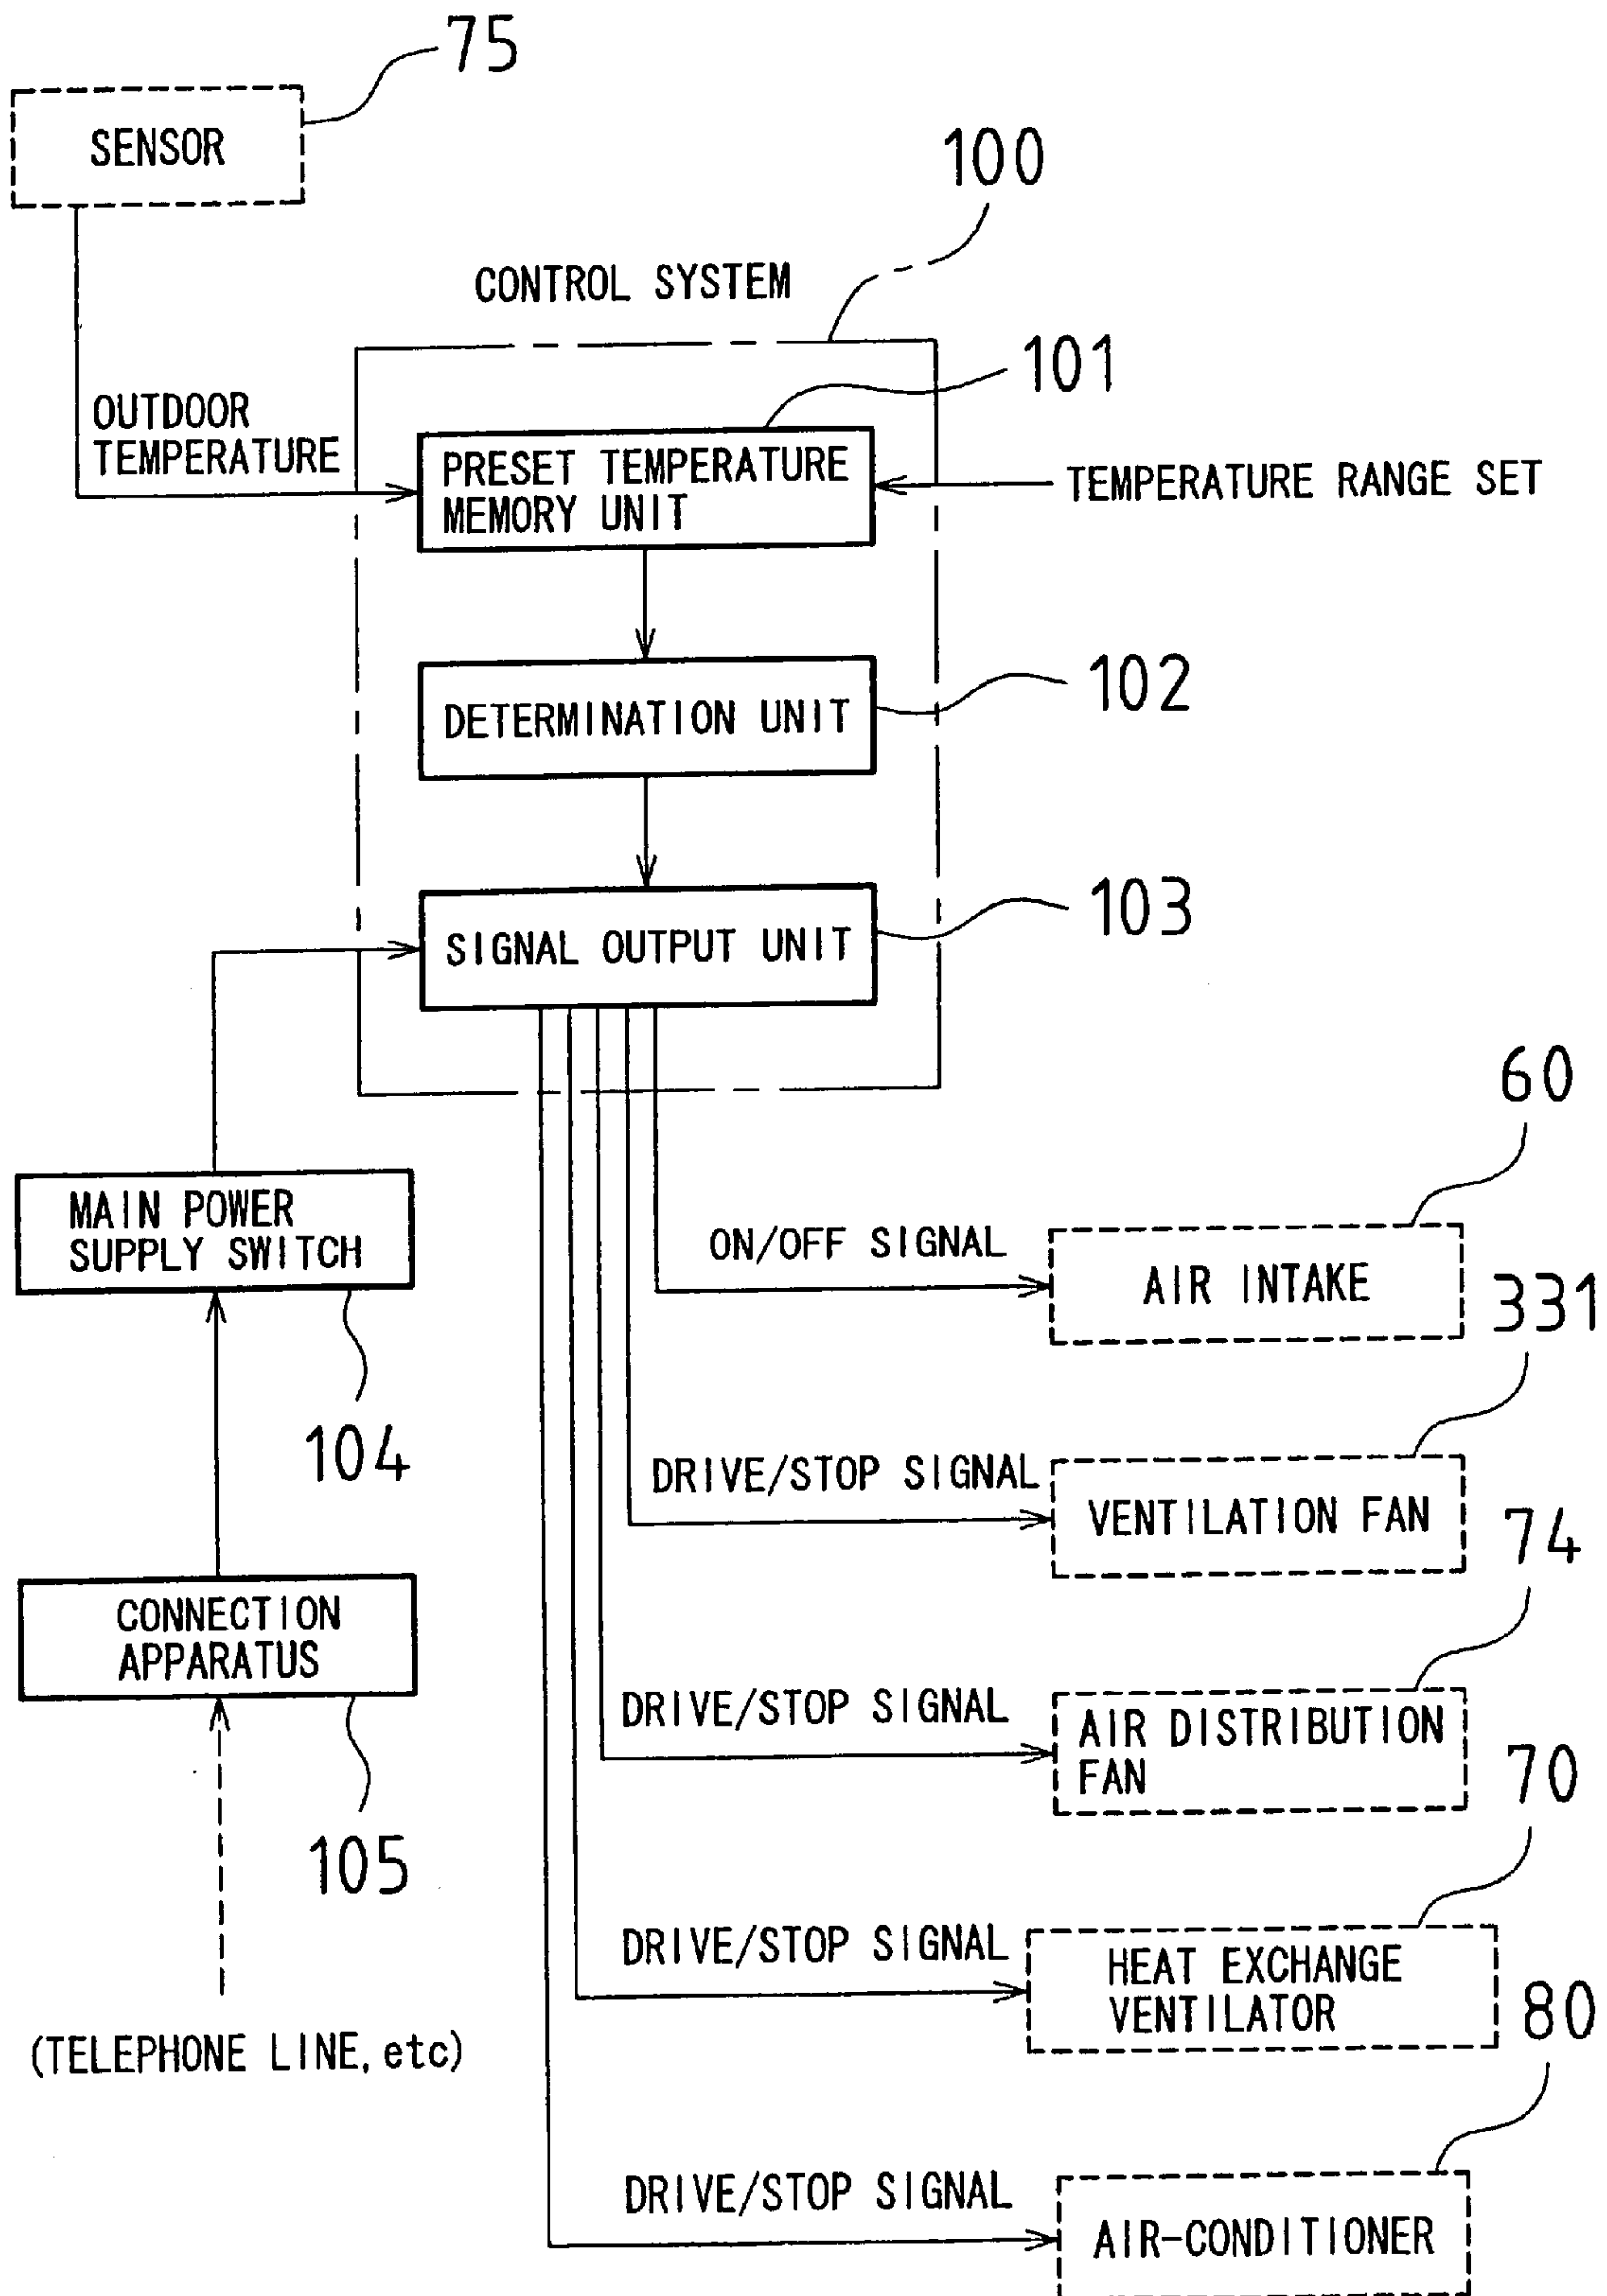 75
SENSOR
100
CONTROL SYSTEM
101
OUTDOOR
TEMPERATURE
PRESET TEMPERATURE
MEMORY UNIT
TEMPERATURE RANGE SET
102
DETERMINATION UNIT
103
SIGNAL OUTPUT UNIT
60
MAIN POWER
SUPPLY SWITCH
ON/OFF SIGNAL
AIR INTAKE
331
104
DRIVE/STOP SIGNAL
VENTILATION FAN
74
CONNECTION
APPARATUS
DRIVE/STOP SIGNAL
AIR DISTRIBUTION
FAN
70
105
DRIVE/STOP SIGNAL
HEAT EXCHANGE
VENTILATOR
80
(TELEPHONE LINE, etc)
DRIVE/STOP SIGNAL
AIR-CONDITIONER